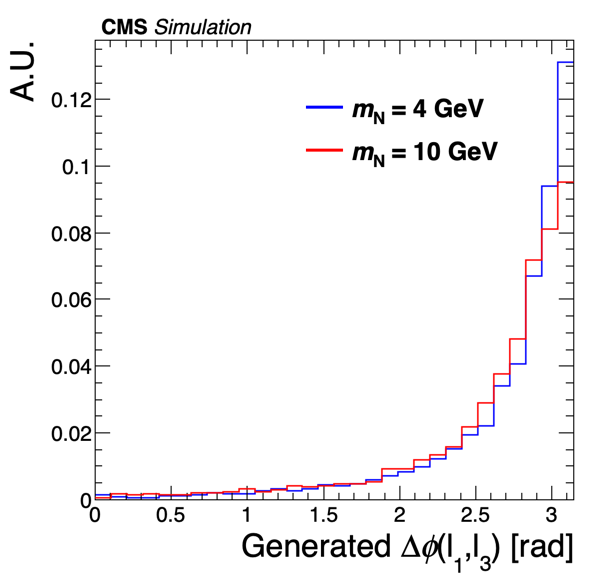 CMS Simulation
A.U.
m_N = 4 GeV
m_N = 10 GeV
0.12
0.1
0.08
0.06
0.04
0.02
0
0 0.5 1 1.5 2 2.5 3
Generated Δϕ(l_1,l_3) [rad]